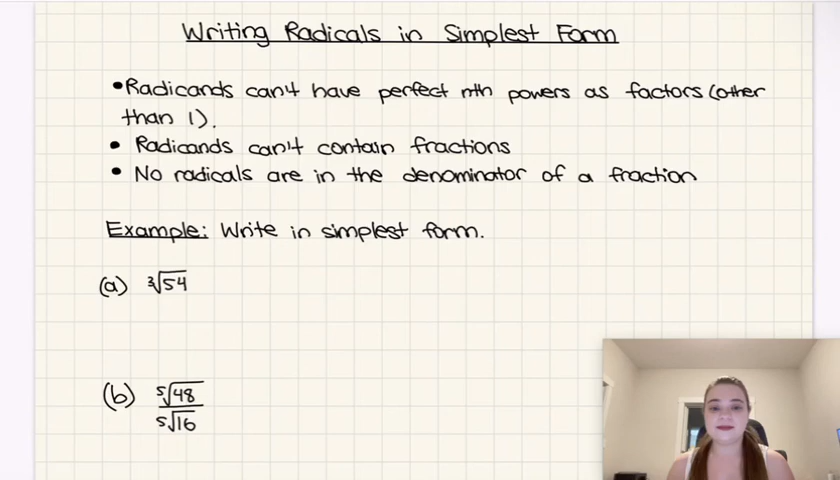 Writing Radicals in Simplest Form
• Radicands can't have perfect nth powers as factors (other
than 1).
• Radicands can't contain fractions
• No radicals are in the denominator of a fraction
Example: Write in simplest form.
(a) ∛54
(b) ⁵√48
⁵√16